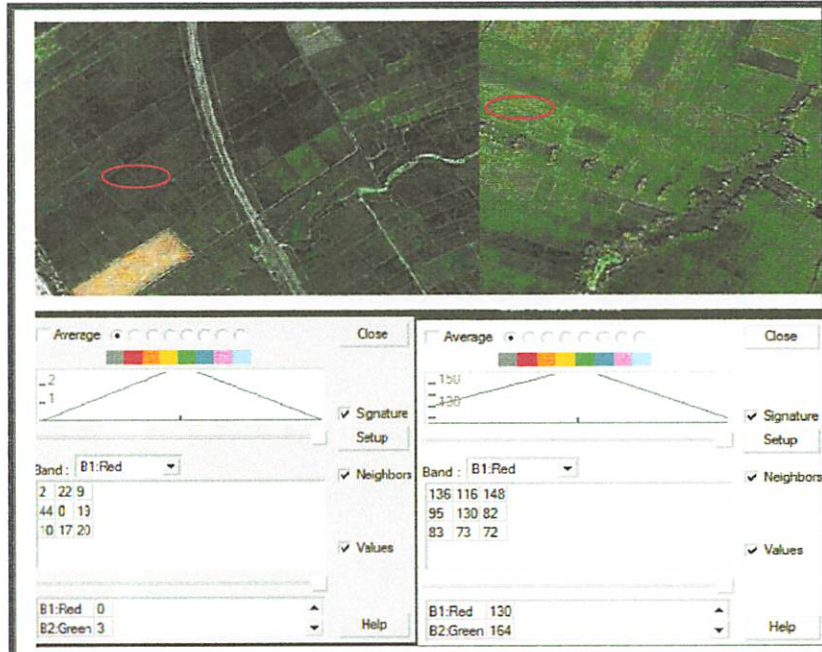 Average
Close
2
1
Signature
Setup
Band : B1:Red
Neighbors
2 22 9
44 0 19
10 17 20
Values
B1:Red 0
B2:Green 3
Help
Average
Close
150
130
Signature
Setup
Band : B1:Red
Neighbors
136 116 148
95 130 82
83 73 72
Values
B1:Red 130
B2:Green 164
Help